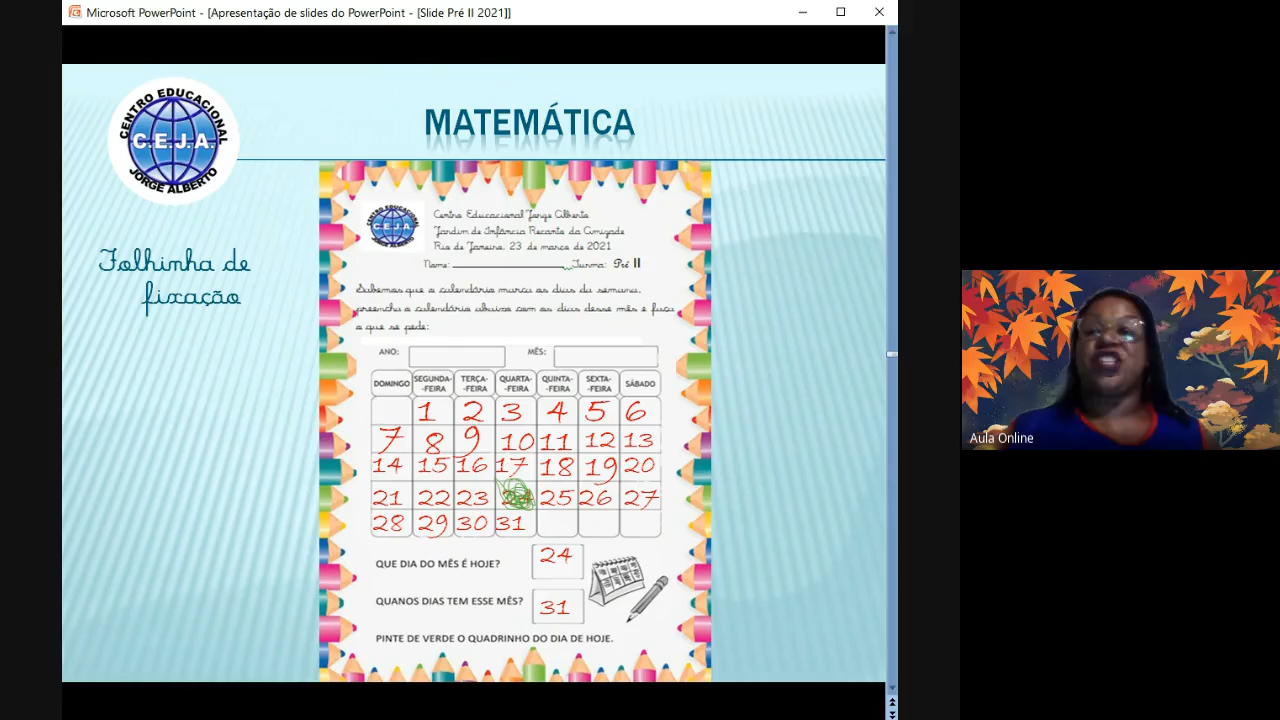 Microsoft PowerPoint - [Apresentação de slides do PowerPoint - [Slide Pré II 2021]]
CENTRO EDUCACIONAL
C.E.J.A.
JORGE ALBERTO
MATEMÁTICA
Folhinha de
fixação
CENTRO EDUCACIONAL
C.E.J.A.
JORGE ALBERTO
Centro Educacional Jorge Alberto
Jardim de Infância Recanto da Amizade
Rio de Janeiro, 23 de março de 2021
Nome: Turma: Pré II
Sabemos que o calendário marca os dias da semana,
preencha o calendário abaixo com os dias desse mês e faça
o que se pede:
ANO: MÊS:
DOMINGO SEGUNDA--FEIRA TERÇA--FEIRA QUARTA--FEIRA QUINTA--FEIRA SEXTA--FEIRA SÁBADO
1 2 3 4 5 6
7 8 9 10 11 12 13
14 15 16 17 18 19 20
21 22 23 24 25 26 27
28 29 30 31
QUE DIA DO MÊS É HOJE? 24
QUANOS DIAS TEM ESSE MÊS? 31
PINTE DE VERDE O QUADRINHO DO DIA DE HOJE.
Aula Online